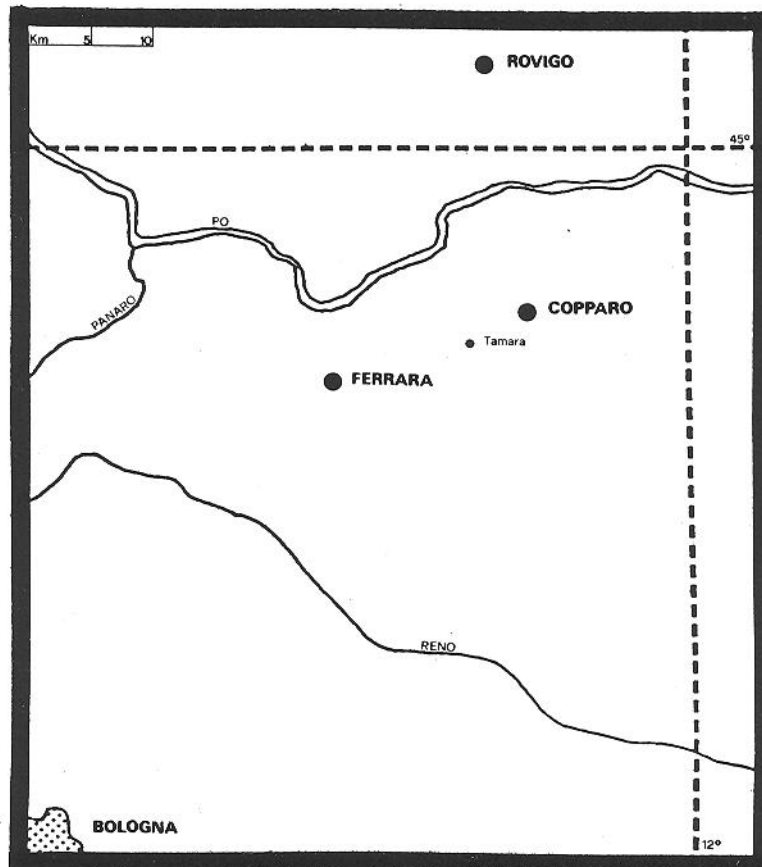 Km 5 10
ROVIGO
45°
PO
PANARO
COPPARO
Tamara
FERRARA
RENO
BOLOGNA
12°